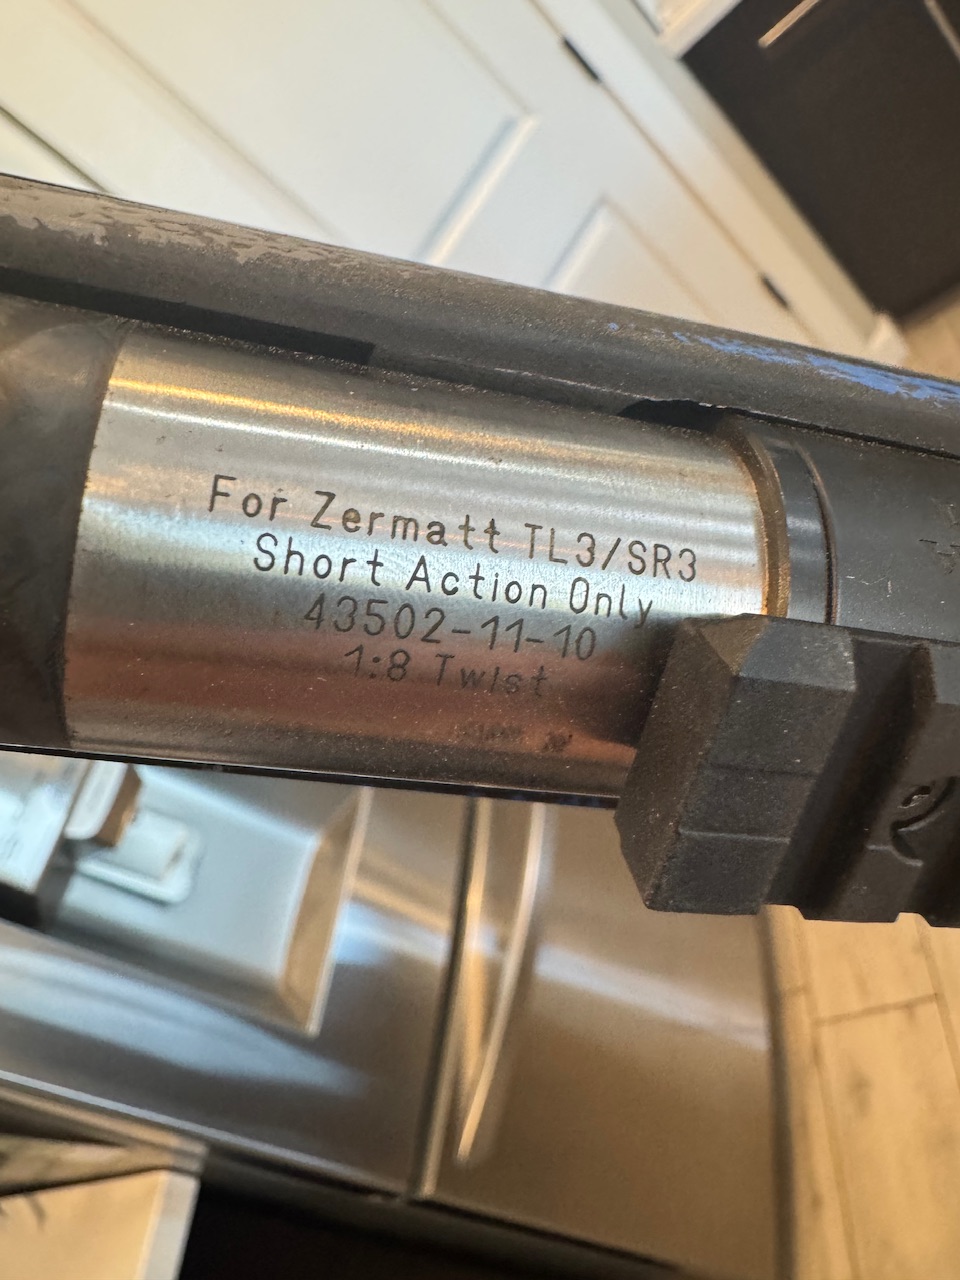 For Zermatt TL3/SR3
Short Action Only
43502-11-10
1:8 Twist